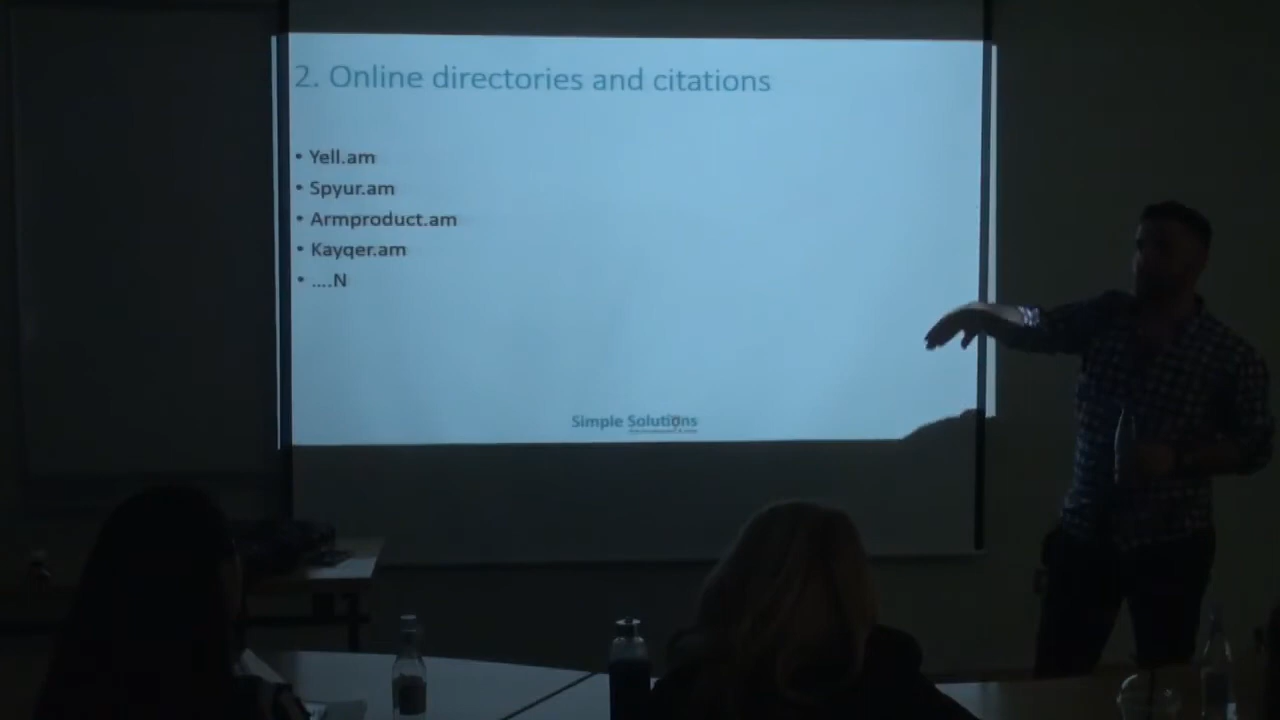 2. Online directories and citations
• Yell.am
• Spyur.am
• Armproduct.am
• Kayqer.am
• ....N
Simple Solutions